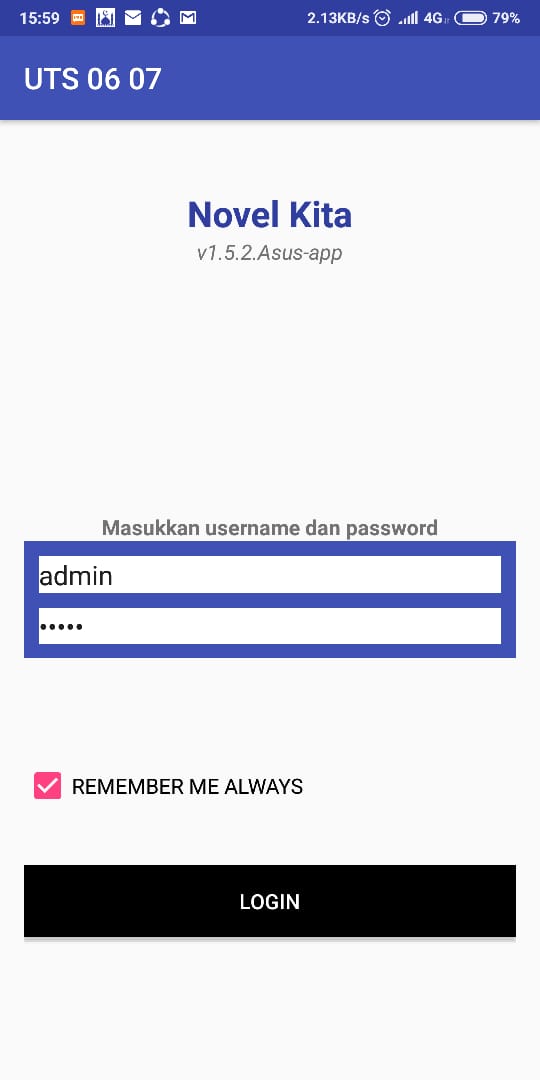 15:59 2.13KB/s 4G 79%
UTS 06 07
Novel Kita
v1.5.2.Asus-app
Masukkan username dan password
admin
•••••
REMEMBER ME ALWAYS
LOGIN